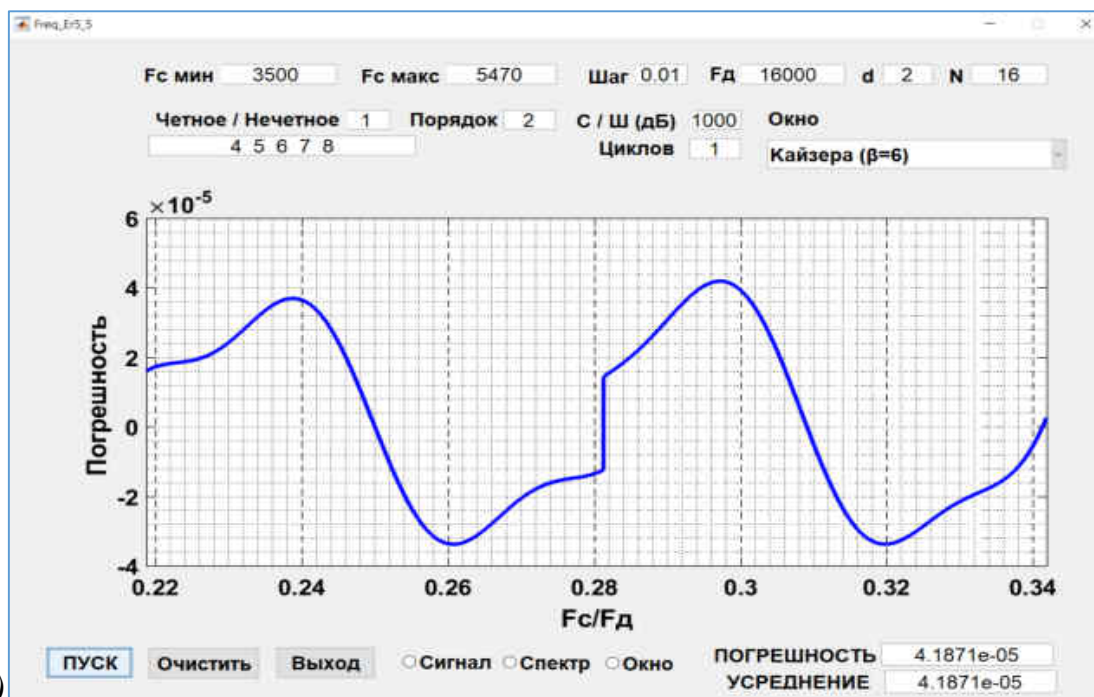 Freq_Er5_5
Fc мин 3500 Fc макс 5470 Шаг 0.01 Fд 16000 d 2 N 16
Четное / Нечетное 1 Порядок 2 С / Ш (дБ) 1000 Окно
4 5 6 7 8 Циклов 1 Кайзера (β=6)
×10⁻⁵
6
4
2
0
-2
-4
Погрешность
0.22 0.24 0.26 0.28 0.3 0.32 0.34
Fc/Fд
ПУСК Очистить Выход Сигнал Спектр Окно ПОГРЕШНОСТЬ 4.1871e-05
УСРЕДНЕНИЕ 4.1871e-05
)